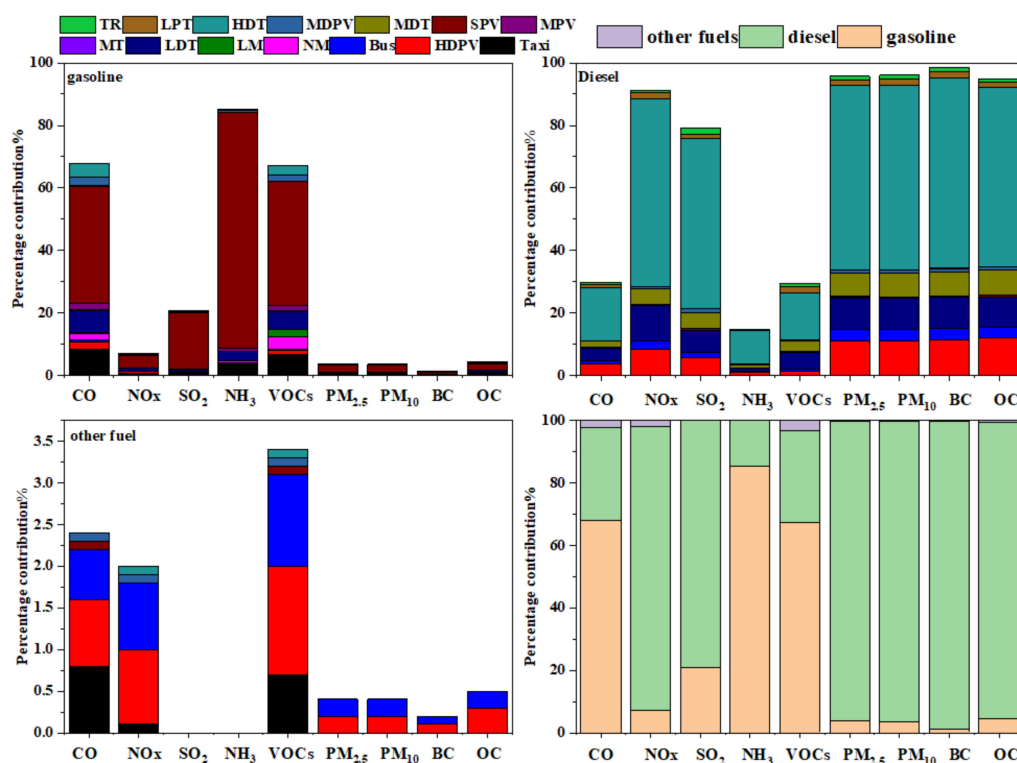 TR LPT HDT MDPV MDT SPV MPV
MT LDT LM NM Bus HDPV Taxi
other fuels diesel gasoline
gasoline
Percentage contribution%
100
80
60
40
20
0
CO NOx SO2 NH3 VOCs PM2.5 PM10 BC OC
Diesel
Percentage contribution%
100
80
60
40
20
0
CO NOx SO2 NH3 VOCs PM2.5 PM10 BC OC
other fuel
Percentage contribution%
3.5
3.0
2.5
2.0
1.5
1.0
0.5
0.0
CO NOx SO2 NH3 VOCs PM2.5 PM10 BC OC
Percentage contribution%
100
80
60
40
20
0
CO NOx SO2 NH3 VOCs PM2.5 PM10 BC OC